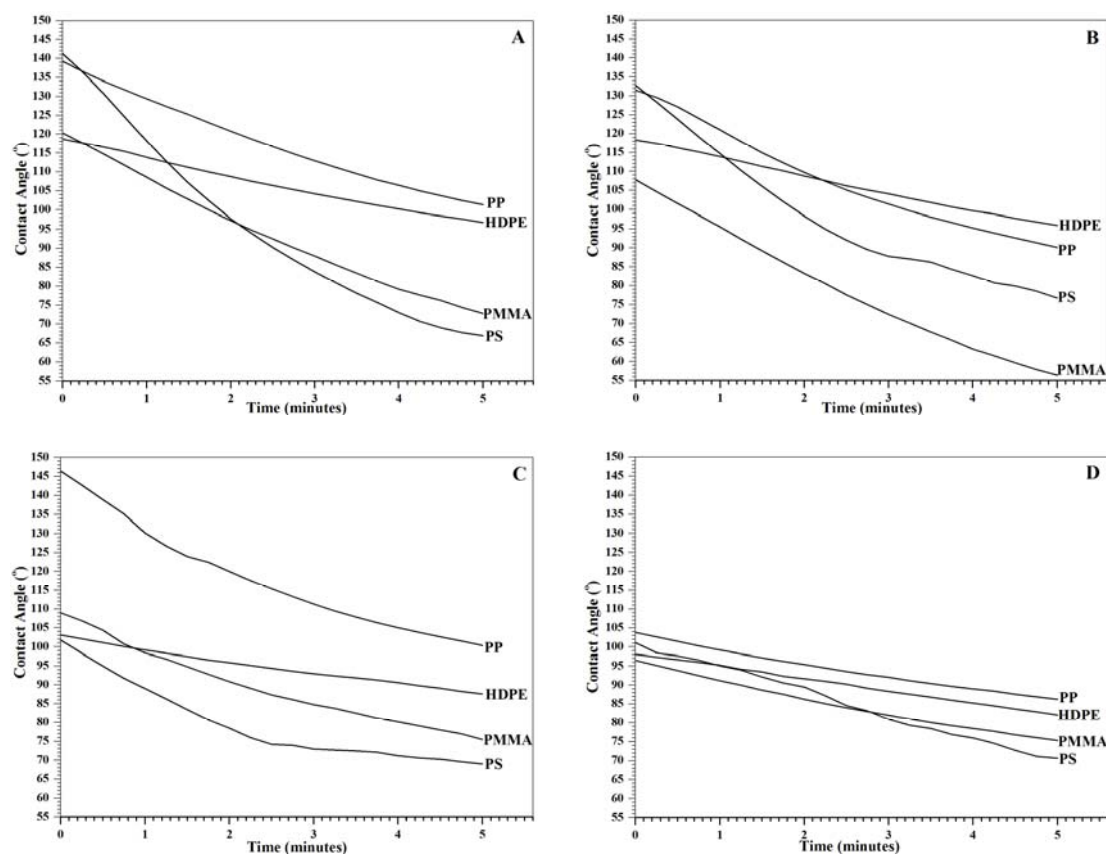 A
Contact Angle (°)
150
145
140
135
130
125
120
115
110
105
100
95
90
85
80
75
70
65
60
55
PP
HDPE
PMMA
PS
0 1 2 3 4 5
Time (minutes)
B
Contact Angle (°)
150
145
140
135
130
125
120
115
110
105
100
95
90
85
80
75
70
65
60
55
HDPE
PP
PS
PMMA
0 1 2 3 4 5
Time (minutes)
C
Contact Angle (°)
150
145
140
135
130
125
120
115
110
105
100
95
90
85
80
75
70
65
60
55
PP
HDPE
PMMA
PS
0 1 2 3 4 5
Time (minutes)
D
Contact Angle (°)
150
145
140
135
130
125
120
115
110
105
100
95
90
85
80
75
70
65
60
55
PP
HDPE
PMMA
PS
0 1 2 3 4 5
Time (minutes)